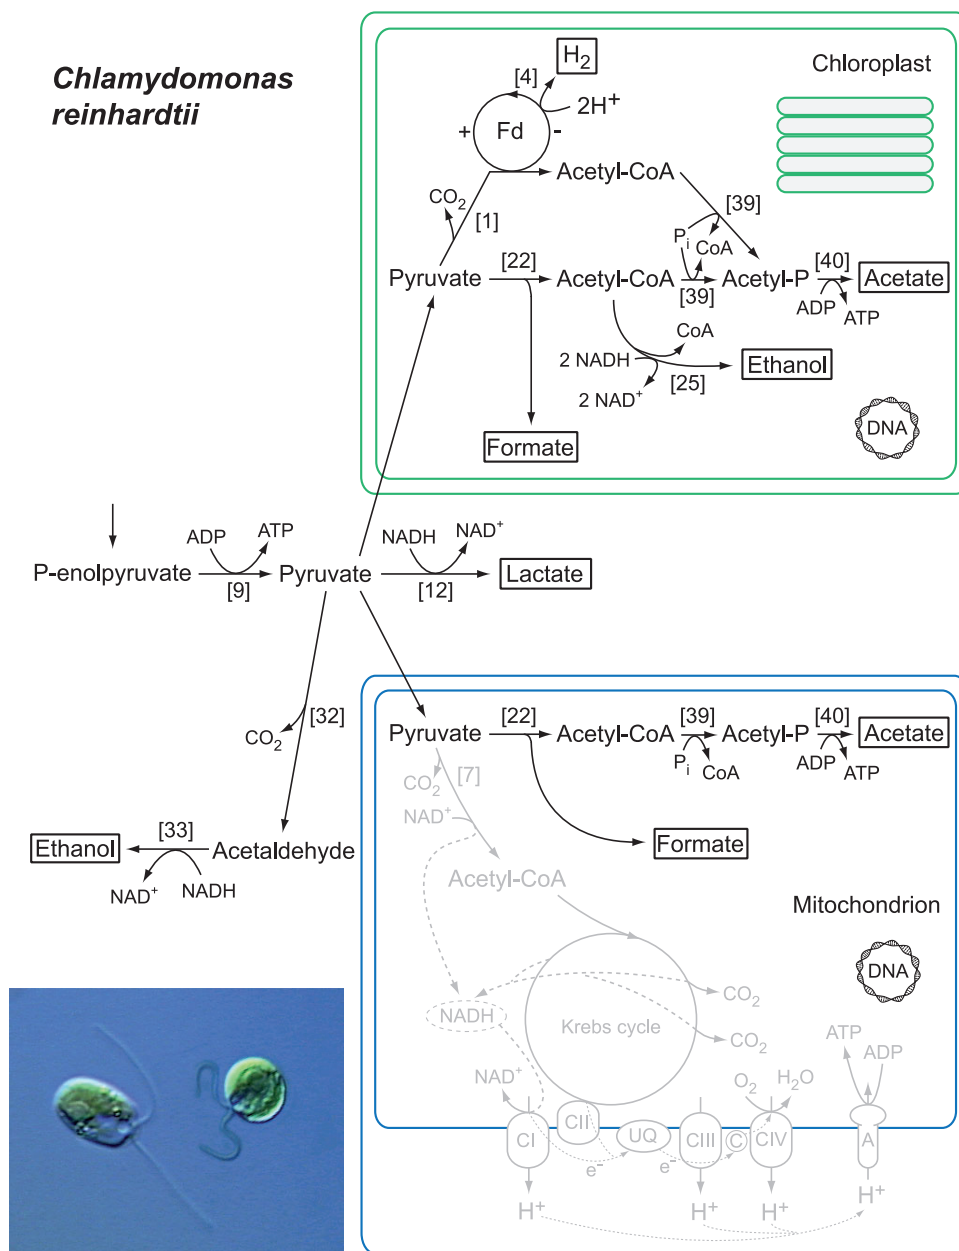 Chlamydomonas
reinhardtii
Chloroplast
H₂
[4]
2H⁺
+ Fd -
Acetyl-CoA
CO₂
[1]
[39]
Pᵢ CoA
Pyruvate [22] Acetyl-CoA [39] Acetyl-P [40] Acetate
CoA
ADP ATP
CoA
2 NADH
[25]
Ethanol
2 NAD⁺
Formate
DNA
ADP ATP NADH NAD⁺
P-enolpyruvate [9] Pyruvate [12] Lactate
[32]
CO₂
Ethanol [33] Acetaldehyde
NAD⁺ NADH
Pyruvate [22] Acetyl-CoA [39] Acetyl-P [40] Acetate
Pᵢ CoA ADP ATP
CO₂ [7]
NAD⁺
Formate
Acetyl-CoA
Mitochondrion
DNA
NADH
Krebs cycle
CO₂
CO₂
ATP ADP
NAD⁺
O₂ H₂O
CI CII UQ CIII C CIV A
e⁻ e⁻
H⁺ H⁺ H⁺ H⁺